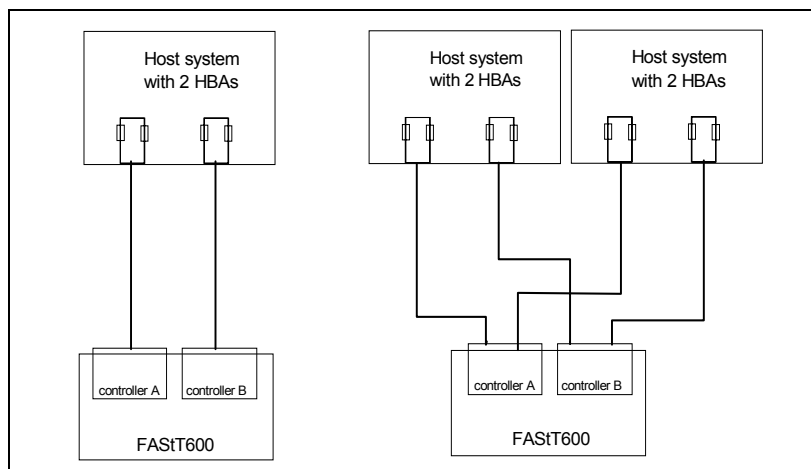 Host system
with 2 HBAs
controller A
controller B
FAStT600
Host system
with 2 HBAs
Host system
with 2 HBAs
controller A
controller B
FAStT600